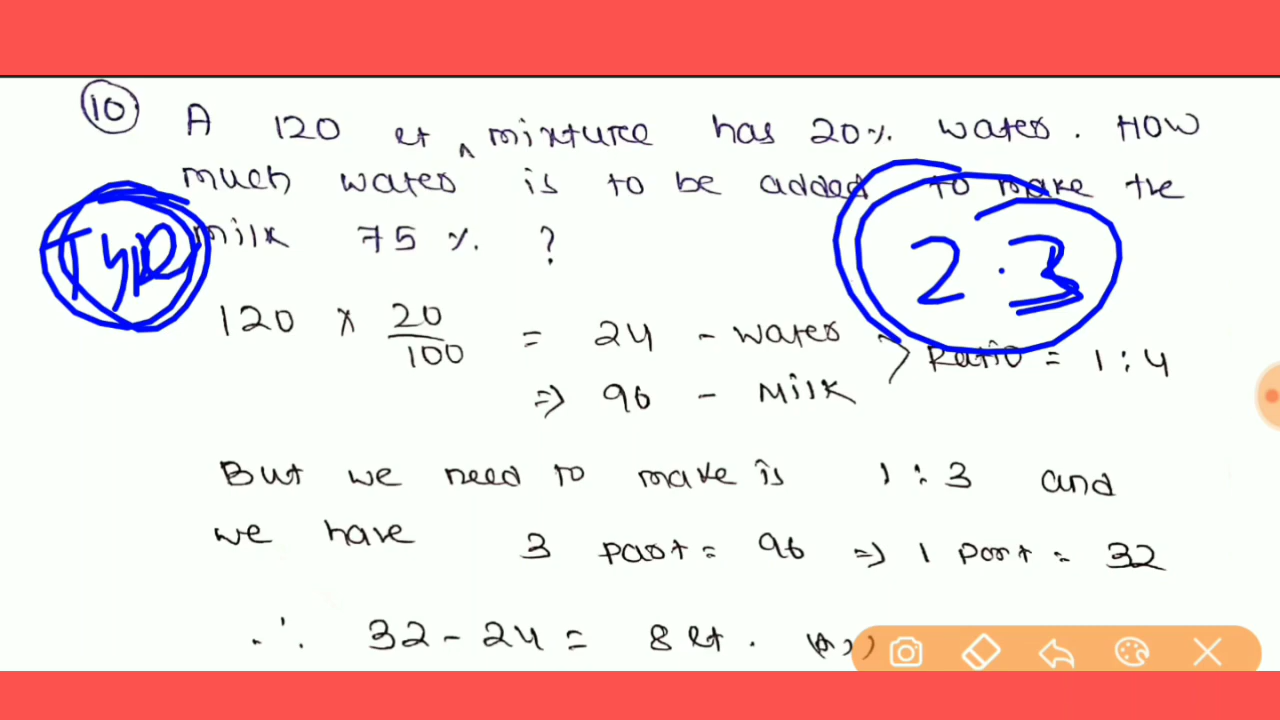 10 A 120 lt ^ mixture has 20% water. How
much water is to be added to make the
milk 75%. ?
Type
2.3
120 x 20/100 = 24 - water
Ratio = 1:4
=> 96 - Milk
But we need to make is 1:3 and
we have 3 part = 96 => 1 part = 32
∴ 32 - 24 = 8 lt.